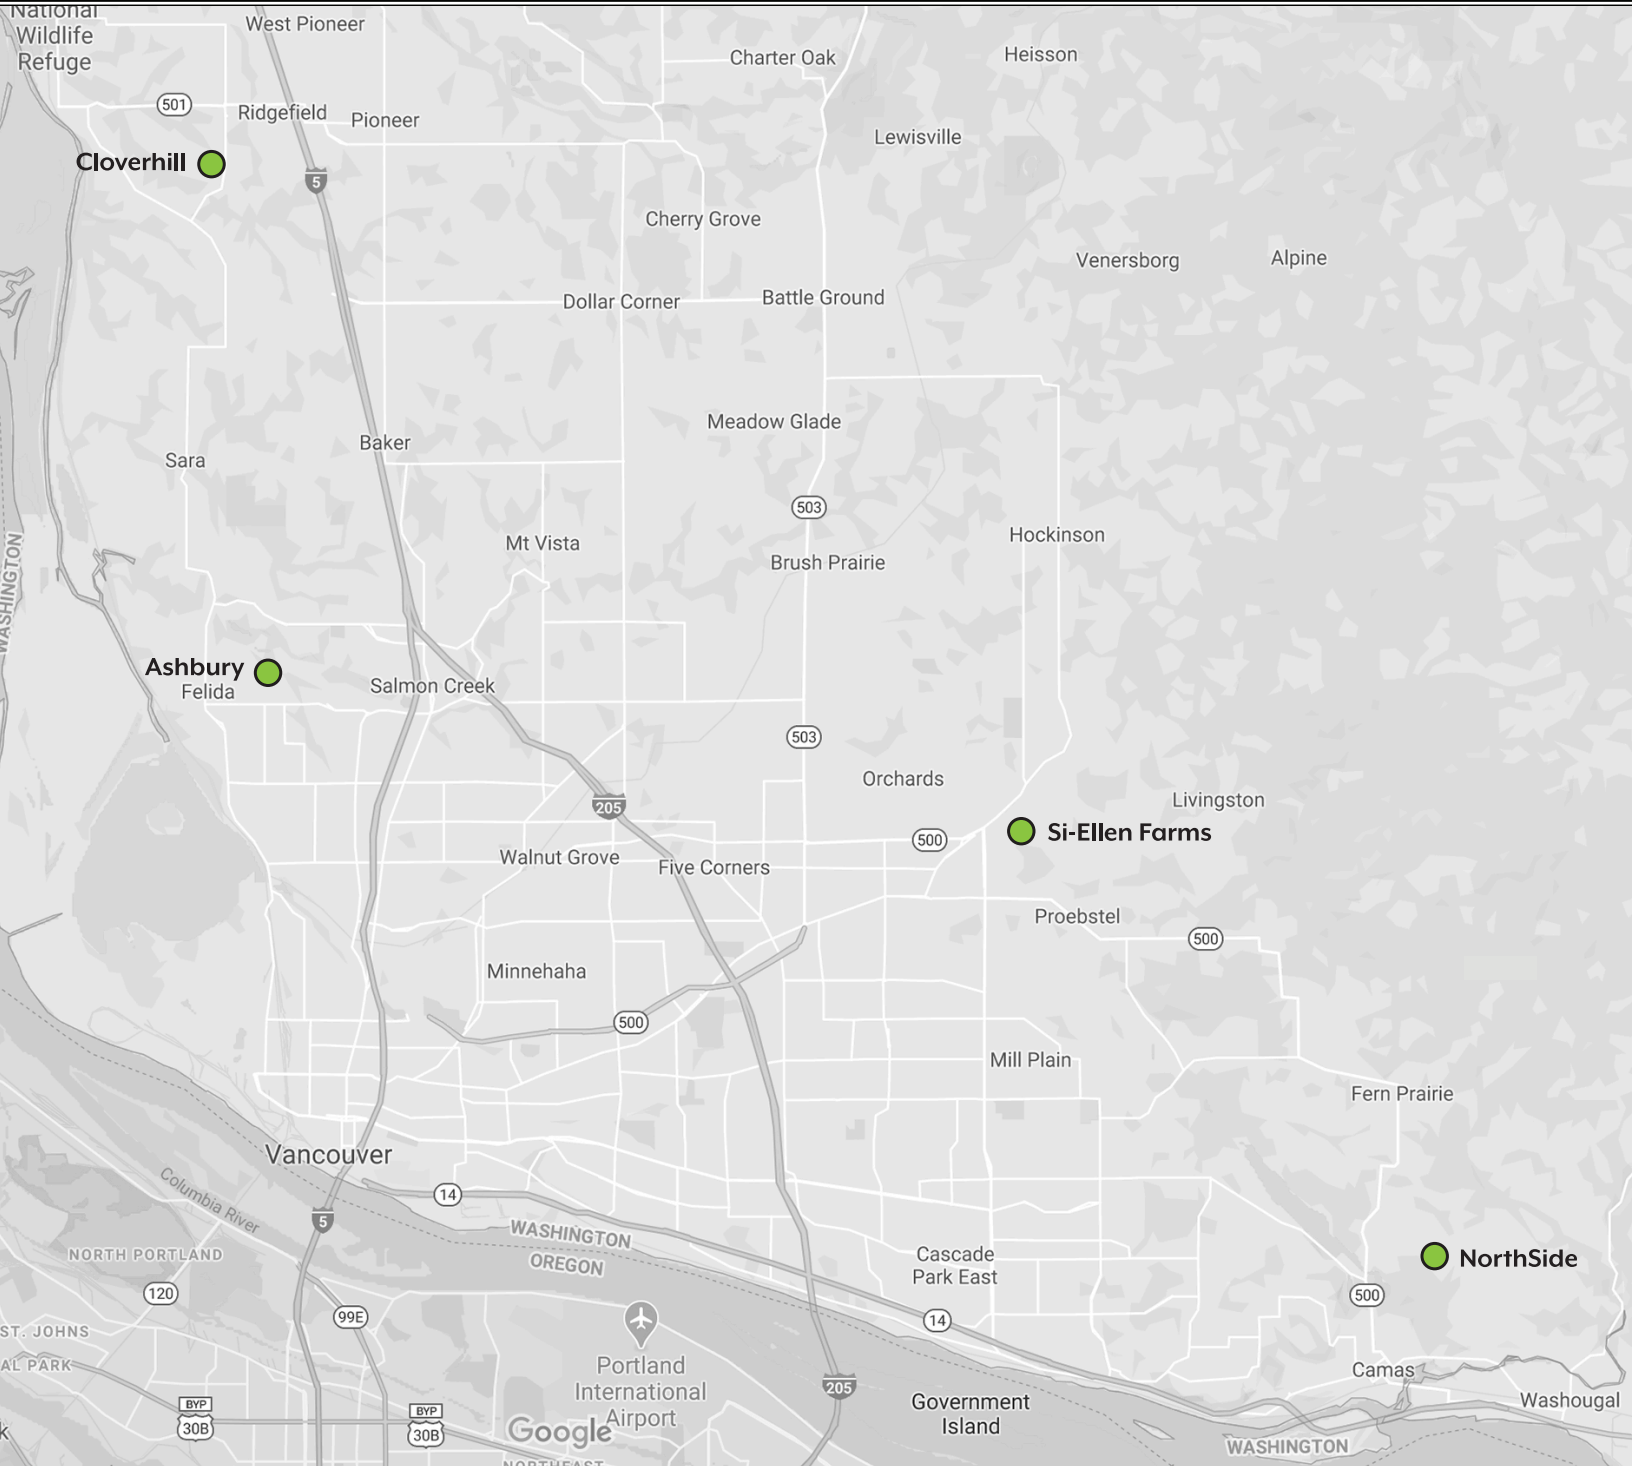 National
Wildlife
Refuge
West Pioneer
Charter Oak
Heisson
501
Ridgefield
Pioneer
Lewisville
Cloverhill
5
Cherry Grove
Venersborg
Alpine
Dollar Corner
Battle Ground
Meadow Glade
Baker
Sara
503
Hockinson
Mt Vista
Brush Prairie
WASHINGTON
Ashbury
Felida
Salmon Creek
503
Orchards
Livingston
205
Si-Ellen Farms
500
Walnut Grove
Five Corners
Proebstel
500
Minnehaha
500
Mill Plain
Fern Prairie
Vancouver
Columbia River
14
5
WASHINGTON
OREGON
NORTH PORTLAND
Cascade
Park East
NorthSide
120
500
99E
14
ST. JOHNS
AL PARK
Portland
International
Airport
Camas
205
Government
Island
Washougal
BYP
30B
BYP
30B
Google
WASHINGTON
NORTHEAST